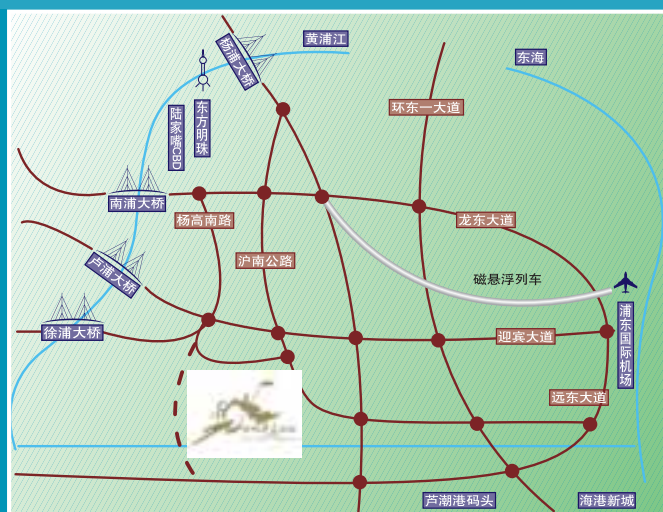 黄浦江
杨浦大桥
东海
东方明珠
陆家嘴CBD
环东一大道
南浦大桥
杨高南路
龙东大道
沪南公路
卢浦大桥
磁悬浮列车
徐浦大桥
浦东国际机场
迎宾大道
远东大道
芦潮港码头
海港新城